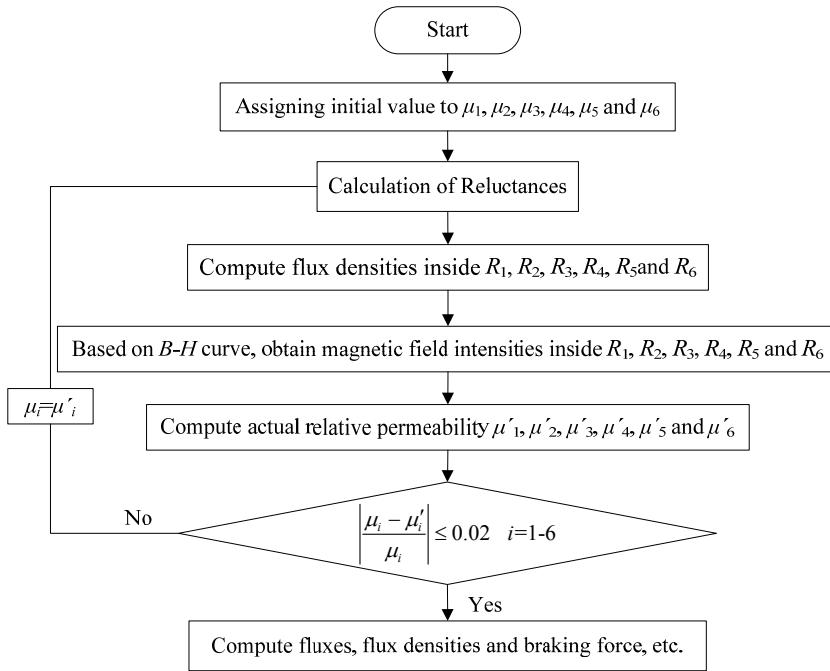 Start
Assigning initial value to μ1, μ2, μ3, μ4, μ5 and μ6
Calculation of Reluctances
Compute flux densities inside R1, R2, R3, R4, R5and R6
Based on B-H curve, obtain magnetic field intensities inside R1, R2, R3, R4, R5 and R6
μi=μ´i
Compute actual relative permeability μ´1, μ´2, μ´3, μ´4, μ´5 and μ´6
No
|(μi − μi′)/μi| ≤ 0.02 i=1-6
Yes
Compute fluxes, flux densities and braking force, etc.